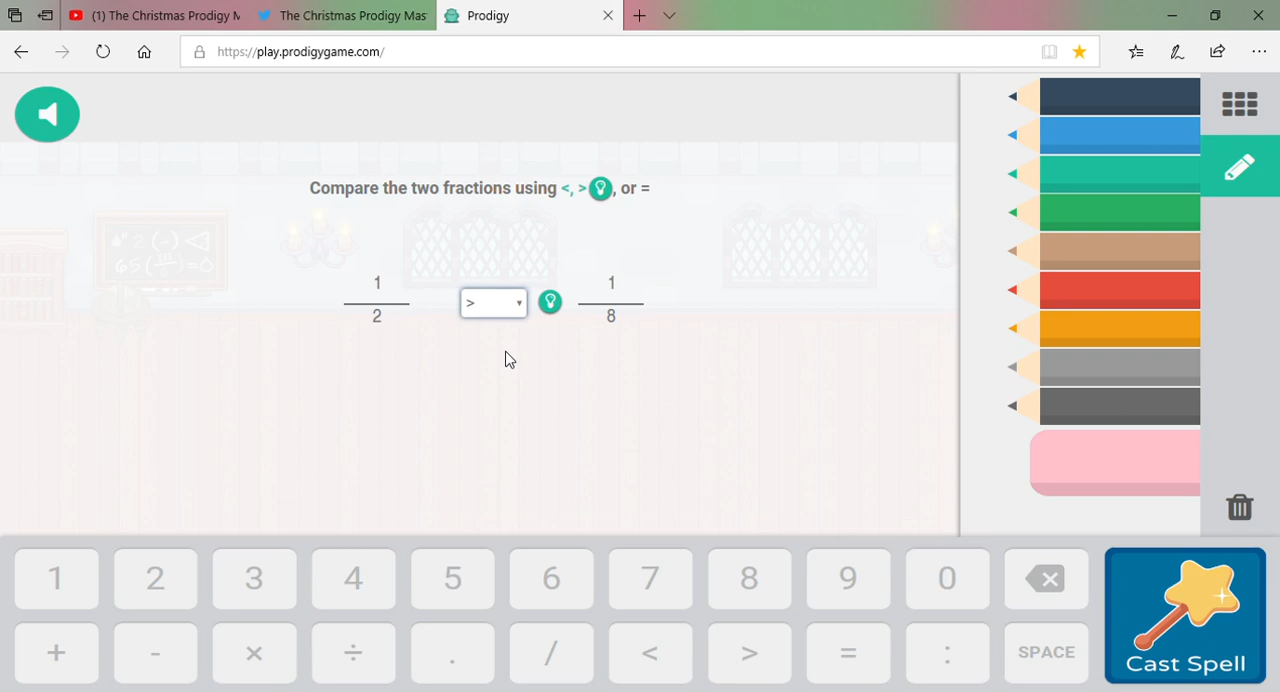 (1) The Christmas Prodigy M
The Christmas Prodigy Mas
Prodigy
https://play.prodigygame.com/
Compare the two fractions using <, >, or =
1
2
>
1
8
1 2 3 4 5 6 7 8 9 0
+ - × ÷ . / < > = : SPACE
Cast Spell